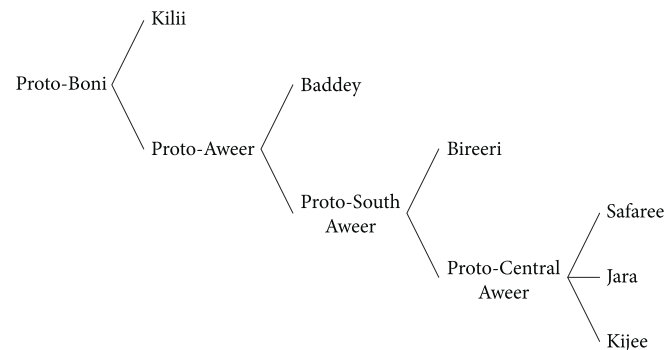 Kilii
Proto-Boni
Baddey
Proto-Aweer
Bireeri
Proto-South
Aweer
Safaree
Proto-Central
Aweer
Jara
Kijee